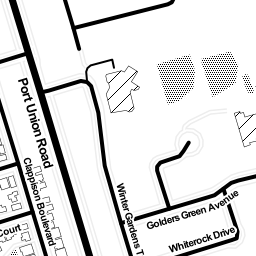 Port Union Road
Clappison Boulevard
Winter Gardens T
Golders Green Avenue
Whiterock Drive
Court